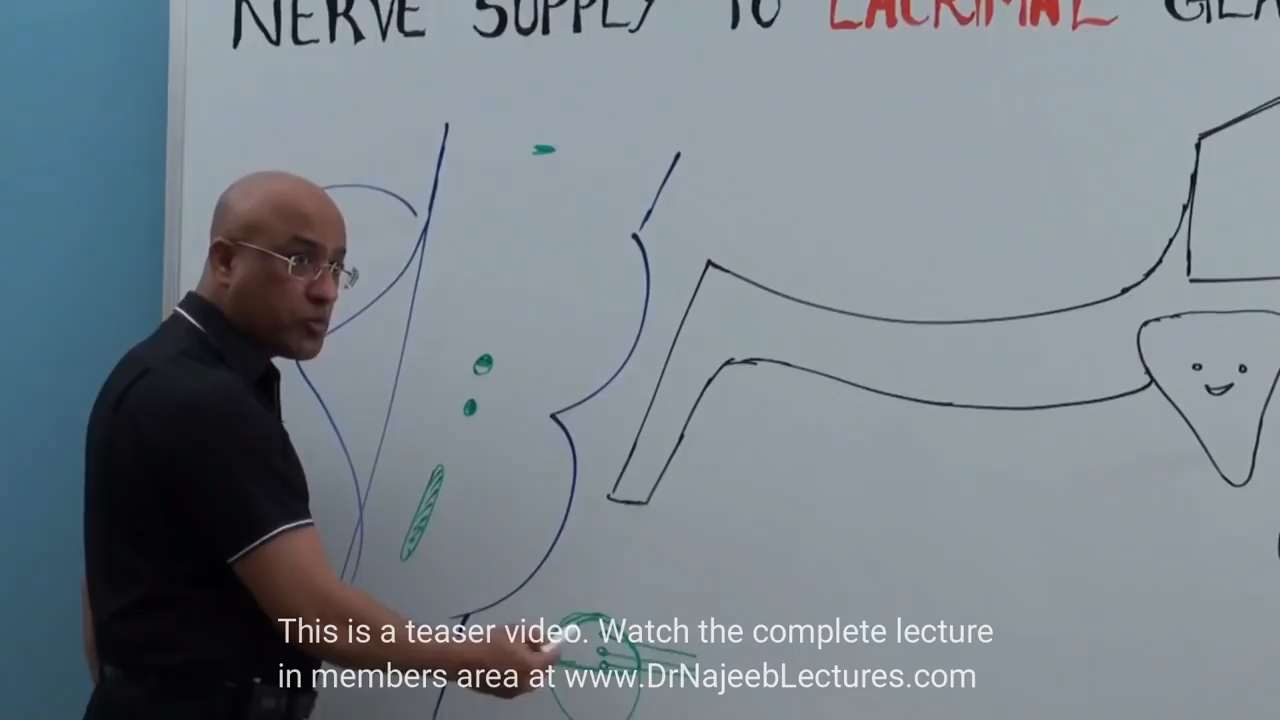 NERVE SUPPLY TO LACRIMAL GLA
This is a teaser video. Watch the complete lecture
in members area at www.DrNajeebLectures.com